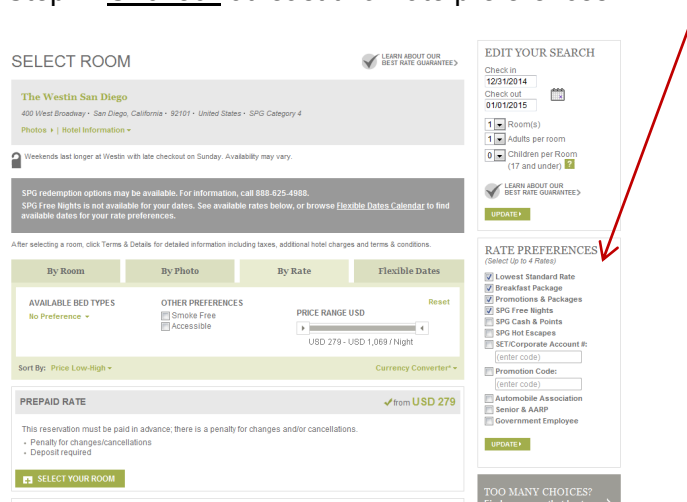 SELECT ROOM
LEARN ABOUT OUR
BEST RATE GUARANTEE>
The Westin San Diego
400 West Broadway • San Diego, California • 92101 • United States • SPG Category 4
Photos | Hotel Information
Weekends last longer at Westin with late checkout on Sunday. Availability may vary.
SPG redemption options may be available. For information, call 888-625-4988.
SPG Free Nights is not available for your dates. See available rates below, or browse Flexible Dates Calendar to find
available dates for your rate preferences.
After selecting a room, click Terms & Details for detailed information including taxes, additional hotel charges and terms & conditions.
By Room
By Photo
By Rate
Flexible Dates
AVAILABLE BED TYPES
No Preference
OTHER PREFERENCES
Smoke Free
Accessible
PRICE RANGE USD
USD 279 - USD 1,069 / Night
Reset
Sort By: Price Low-High
Currency Converter*
PREPAID RATE
from USD 279
This reservation must be paid in advance; there is a penalty for changes and/or cancellations.
• Penalty for changes/cancellations
• Deposit required
SELECT YOUR ROOM
EDIT YOUR SEARCH
Check in
12/31/2014
Check out
01/01/2015
1 Room(s)
1 Adults per room
0 Children per Room
(17 and under) ?
LEARN ABOUT OUR
BEST RATE GUARANTEE>
UPDATE
RATE PREFERENCES
(Select Up to 4 Rates)
Lowest Standard Rate
Breakfast Package
Promotions & Packages
SPG Free Nights
SPG Cash & Points
SPG Hot Escapes
SET/Corporate Account #:
(enter code)
Promotion Code:
(enter code)
Automobile Association
Senior & AARP
Government Employee
UPDATE
TOO MANY CHOICES?